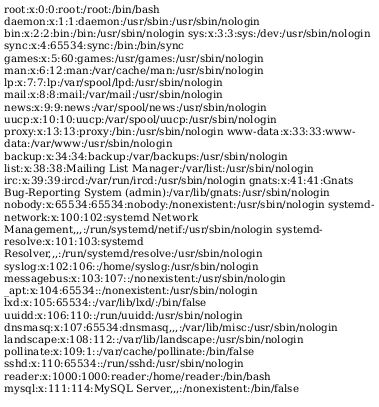 root:x:0:0:root:/root:/bin/bash
daemon:x:1:1:daemon:/usr/sbin:/usr/sbin/nologin
bin:x:2:2:bin:/bin:/usr/sbin/nologin sys:x:3:3:sys:/dev:/usr/sbin/nologin
sync:x:4:65534:sync:/bin:/bin/sync
games:x:5:60:games:/usr/games:/usr/sbin/nologin
man:x:6:12:man:/var/cache/man:/usr/sbin/nologin
lp:x:7:7:lp:/var/spool/lpd:/usr/sbin/nologin
mail:x:8:8:mail:/var/mail:/usr/sbin/nologin
news:x:9:9:news:/var/spool/news:/usr/sbin/nologin
uucp:x:10:10:uucp:/var/spool/uucp:/usr/sbin/nologin
proxy:x:13:13:proxy:/bin:/usr/sbin/nologin www-data:x:33:33:www-
data:/var/www:/usr/sbin/nologin
backup:x:34:34:backup:/var/backups:/usr/sbin/nologin
list:x:38:38:Mailing List Manager:/var/list:/usr/sbin/nologin
irc:x:39:39:ircd:/var/run/ircd:/usr/sbin/nologin gnats:x:41:41:Gnats
Bug-Reporting System (admin):/var/lib/gnats:/usr/sbin/nologin
nobody:x:65534:65534:nobody:/nonexistent:/usr/sbin/nologin systemd-
network:x:100:102:systemd Network
Management,,,:/run/systemd/netif:/usr/sbin/nologin systemd-
resolve:x:101:103:systemd
Resolver,,,:/run/systemd/resolve:/usr/sbin/nologin
syslog:x:102:106::/home/syslog:/usr/sbin/nologin
messagebus:x:103:107::/nonexistent:/usr/sbin/nologin
_apt:x:104:65534::/nonexistent:/usr/sbin/nologin
lxd:x:105:65534::/var/lib/lxd/:/bin/false
uuidd:x:106:110::/run/uuidd:/usr/sbin/nologin
dnsmasq:x:107:65534:dnsmasq,,,:/var/lib/misc:/usr/sbin/nologin
landscape:x:108:112::/var/lib/landscape:/usr/sbin/nologin
pollinate:x:109:1::/var/cache/pollinate:/bin/false
sshd:x:110:65534::/run/sshd:/usr/sbin/nologin
reader:x:1000:1000:reader:/home/reader:/bin/bash
mysql:x:111:114:MySQL Server,,,:/nonexistent:/bin/false